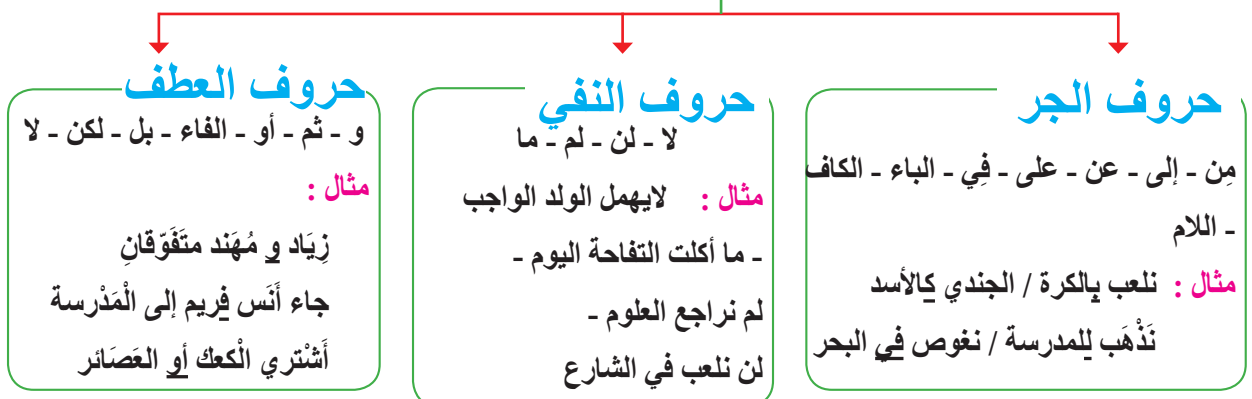 حروف الجر
مِن - إلى - عن - على - فِي - الباء - الكاف
- اللام
مثال : نلعب بِالكرة / الجندي كَالأسد
نَذْهَب لِلمدرسة / نغوص فِي البحر
حروف النفي
لا - لن - لم - ما
مثال : لايهمل الولد الواجب
- ما أكلت التفاحة اليوم -
لم نراجع العلوم -
لن نلعب في الشارع
حروف العطف
و - ثم - أو - الفاء - بل - لكن - لا
مثال :
زِيَاد و مُهَند متَفَوّقانِ
جاء أَنَس فريم إلى الْمَدْرسة
أَشْتري الْكعك أو العَصَائر